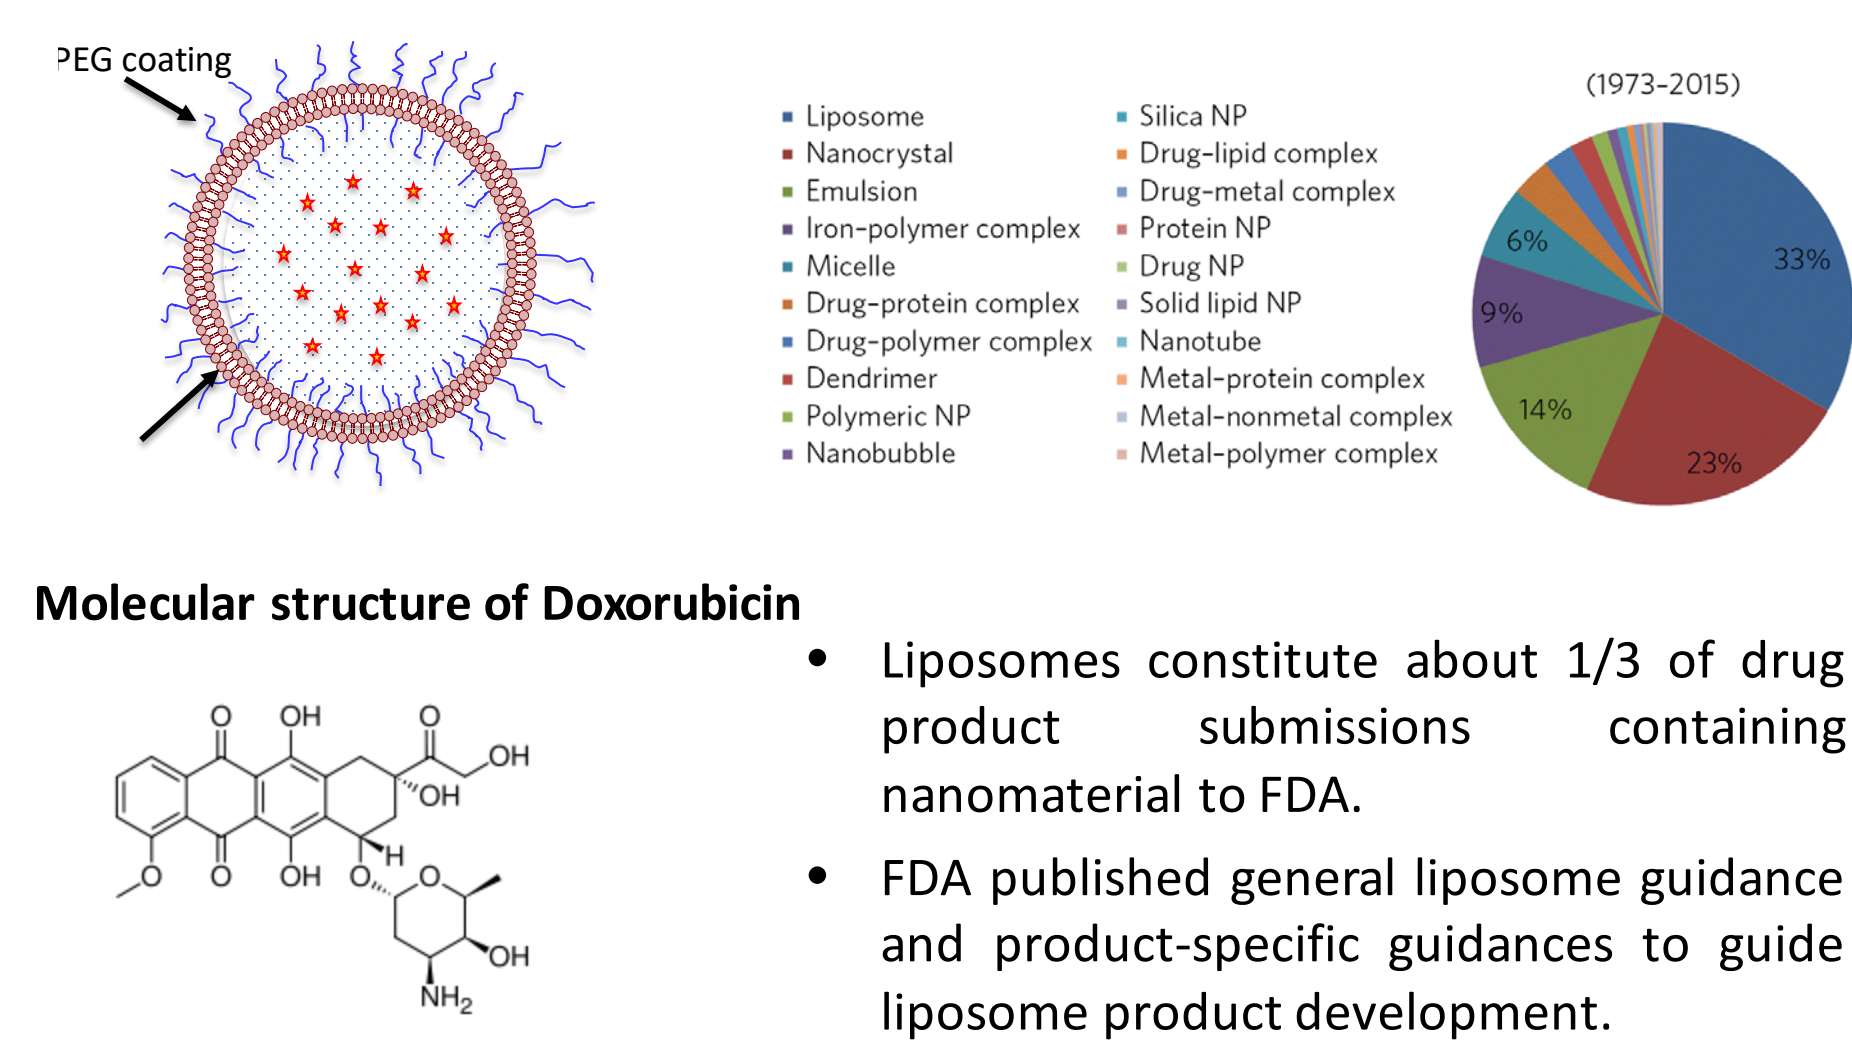 PEG coating
(1973–2015)
Liposome
Nanocrystal
Emulsion
Iron–polymer complex
Micelle
Drug–protein complex
Drug–polymer complex
Dendrimer
Polymeric NP
Nanobubble
Silica NP
Drug–lipid complex
Drug–metal complex
Protein NP
Drug NP
Solid lipid NP
Nanotube
Metal–protein complex
Metal–nonmetal complex
Metal–polymer complex
33%
23%
14%
9%
6%
Molecular structure of Doxorubicin
O
OH
O
OH
OH
H
O
O
OH
O
O
OH
NH2
• Liposomes constitute about 1/3 of drug
product submissions containing
nanomaterial to FDA.
• FDA published general liposome guidance
and product-specific guidances to guide
liposome product development.